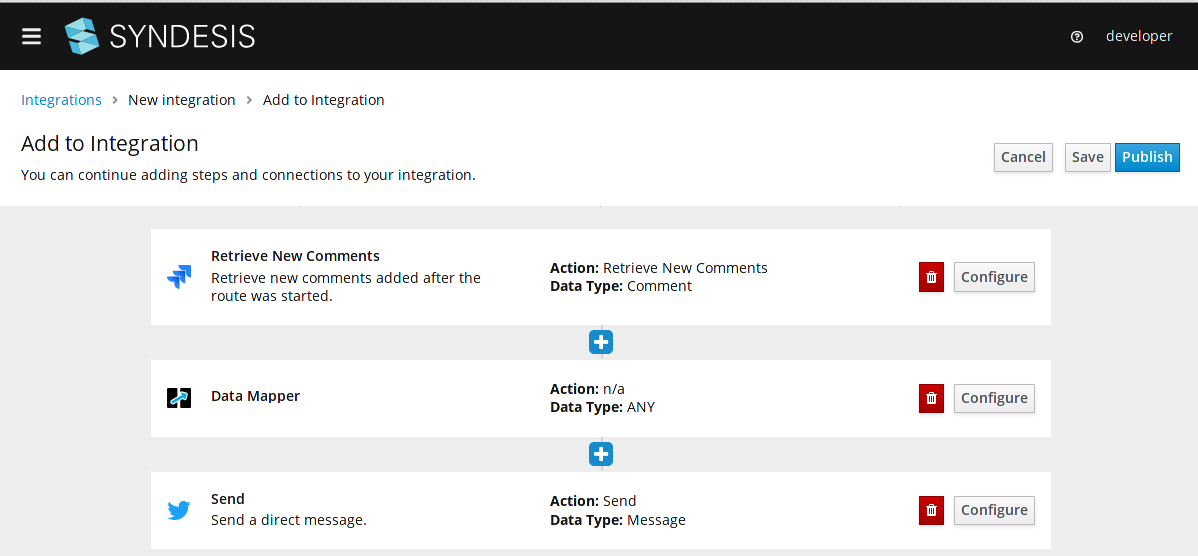 SYNDESIS
developer
Integrations > New integration > Add to Integration
Add to Integration
You can continue adding steps and connections to your integration.
Cancel
Save
Publish
Retrieve New Comments
Retrieve new comments added after the
route was started.
Action: Retrieve New Comments
Data Type: Comment
Configure
Data Mapper
Action: n/a
Data Type: ANY
Configure
Send
Send a direct message.
Action: Send
Data Type: Message
Configure